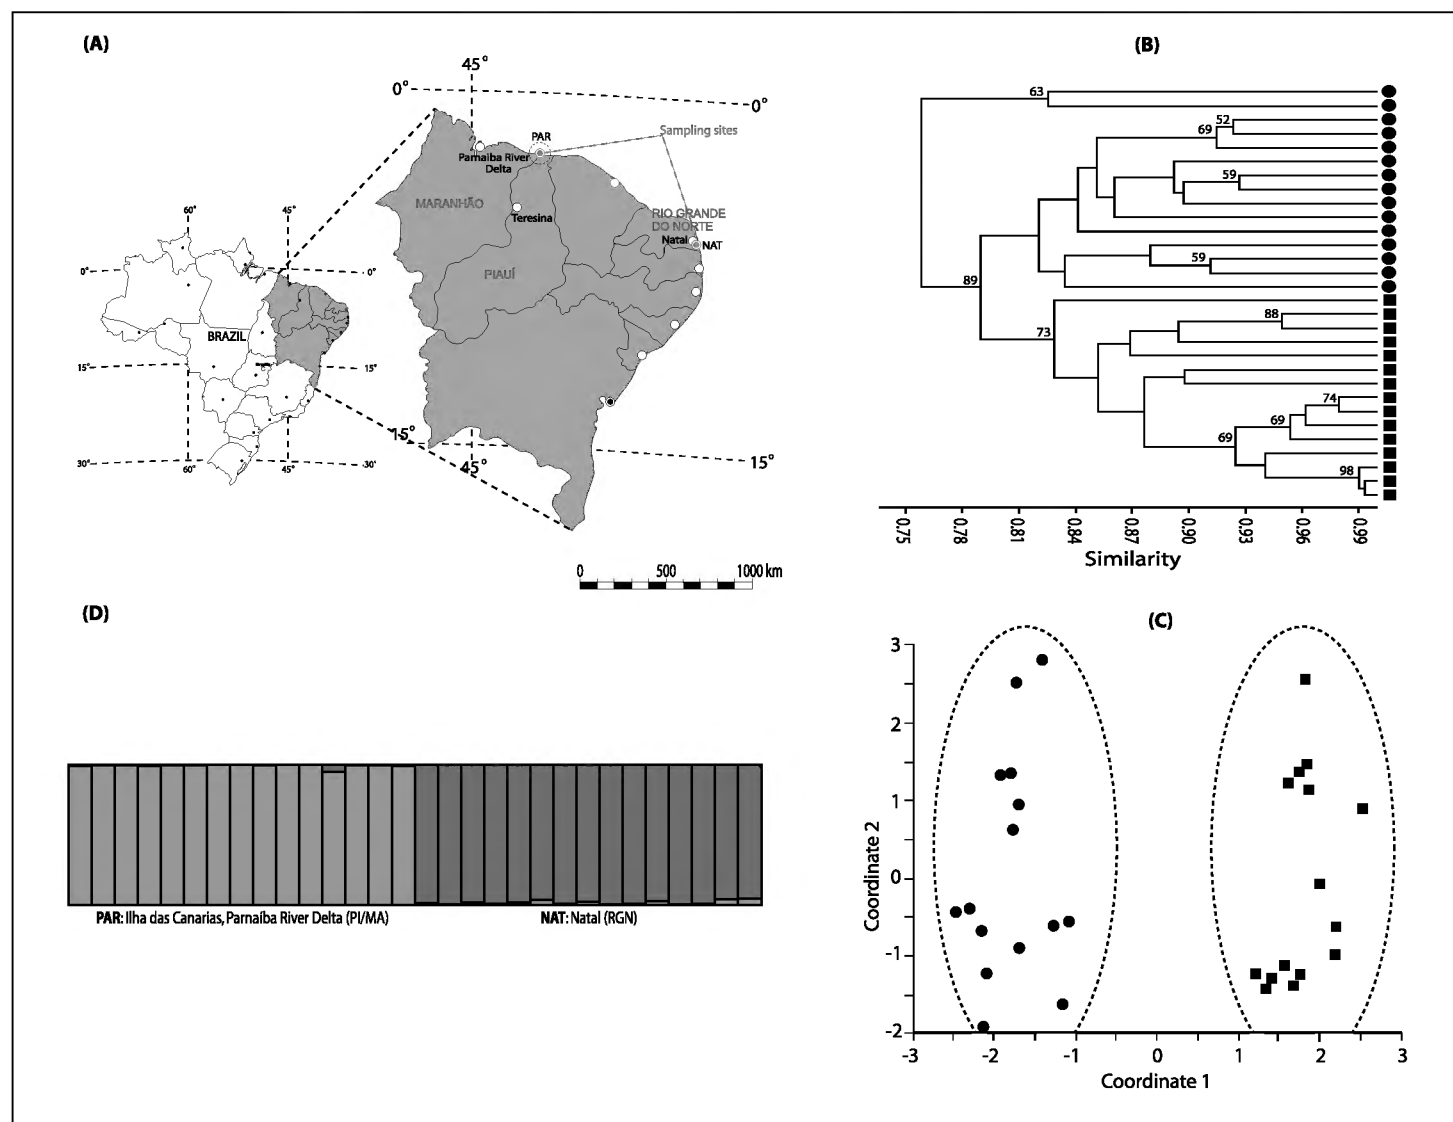 (A)
45°
0°
0°
PAR
Sampling sites
Parnaiba River
Delta
MARANHÃO
Teresina
RIO GRANDE
DO NORTE
Natal
NAT
PIAUÍ
60°
45°
0°
0°
BRAZIL
15°
15°
30°
60°
45°
30°
15°
45°
15°
0
500
1000 km
(B)
63
52
69
59
59
89
88
73
74
69
69
98
0.75
0.78
0.81
0.84
0.87
0.90
0.93
0.96
0.99
Similarity
(D)
PAR: Ilha das Canarias, Parnaíba River Delta (PI/MA)
NAT: Natal (RGN)
(C)
3
2
1
0
-1
-2
Coordinate 2
-3
-2
-1
0
1
2
3
Coordinate 1